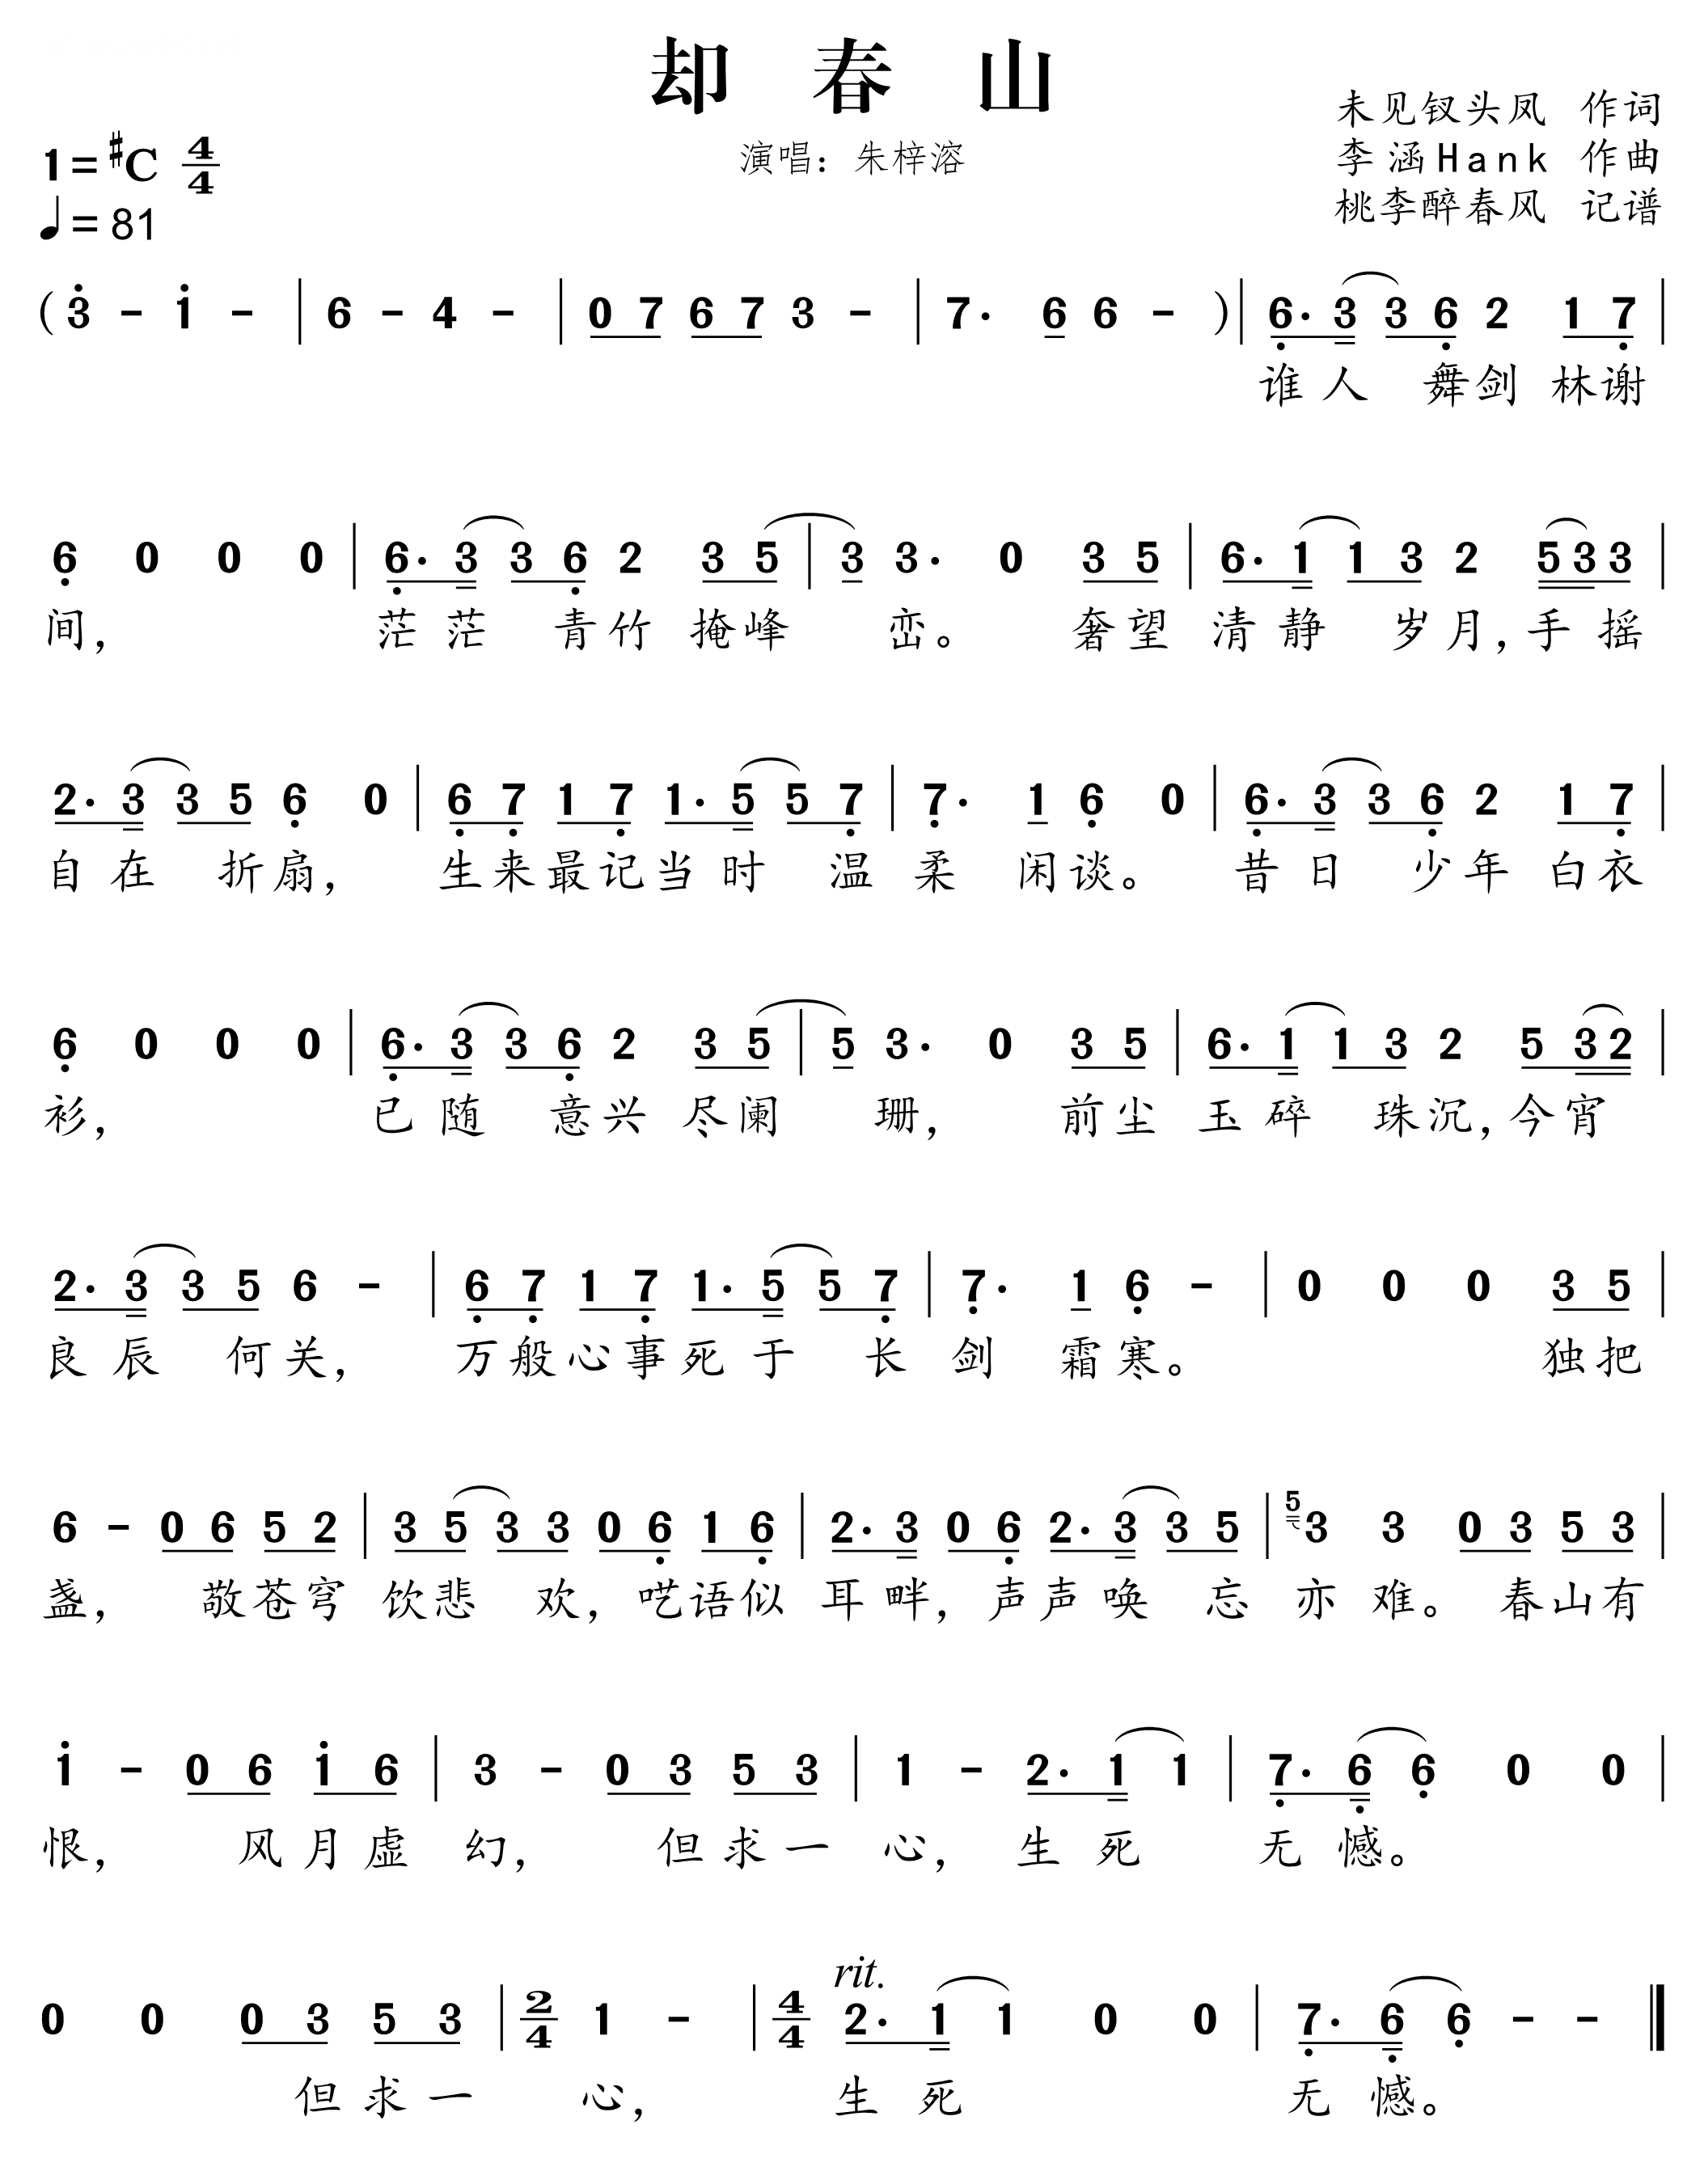 却 春 山
未见钗头凤 作词
1=#C 4/4
演唱：朱梓溶
李涵Hank 作曲
♩=81
桃李醉春风 记谱
(3 - 1 - | 6 - 4 - | 0 7 6 7 3 - | 7. 6 6 - )| 6. 3 3 6 2 1 7 |
谁人 舞剑 林谢
6 0 0 0 | 6. 3 3 6 2 3 5 | 3 3. 0 3 5 | 6. 1 1 3 2 5 3 3 |
间， 茫茫 青竹 掩峰 峦。 奢望 清静 岁月，手摇
2. 3 3 5 6 0 | 6 7 1 7 1. 5 5 7 | 7. 1 6 0 | 6. 3 3 6 2 1 7 |
自在 折扇， 生来最记当时 温柔 闲谈。 昔日 少年 白衣
6 0 0 0 | 6. 3 3 6 2 3 5 | 5 3. 0 3 5 | 6. 1 1 3 2 5 3 2 |
衫， 已随 意兴 尽阑 珊， 前尘 玉碎 珠沉，今宵
2. 3 3 5 6 - | 6 7 1 7 1. 5 5 7 | 7. 1 6 - | 0 0 0 3 5 |
良辰 何关， 万般心事死于 长剑 霜寒。 独把
6 - 0 6 5 2 | 3 5 3 3 0 6 1 6 | 2. 3 0 6 2. 3 3 5 | 5 3 3 0 3 5 3 |
盏， 敬苍穹 饮悲 欢，呓语似 耳畔，声声唤 忘亦难。 春山有
1 - 0 6 1 6 | 3 - 0 3 5 3 | 1 - 2. 1 1 | 7. 6 6 0 0 |
恨， 风月虚 幻， 但求一 心， 生死 无憾。
rit.
0 0 0 3 5 3 | 2/4 1 - | 4/4 2. 1 1 0 0 | 7. 6 6 - - ‖
但求一 心， 生死 无憾。